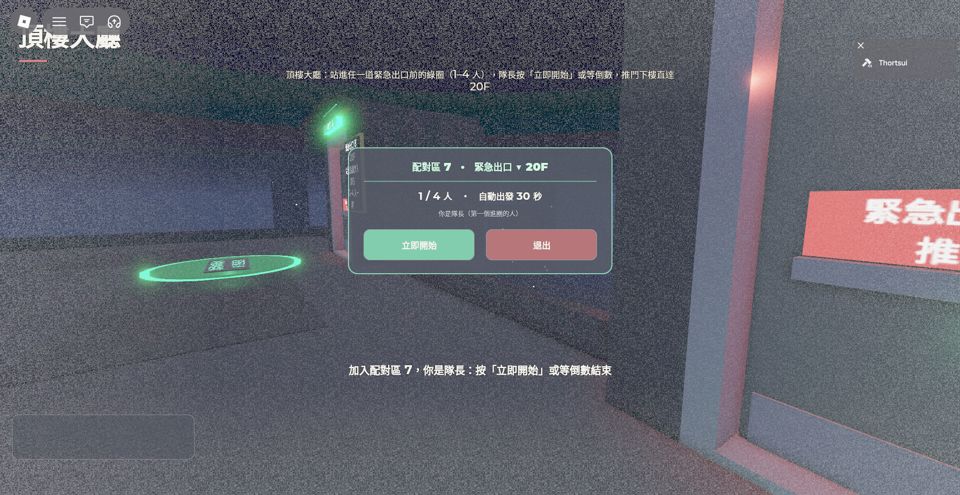 頂樓大廳
Thortsui
頂樓大廳：站進任一道緊急出口前的綠圈（1–4 人），隊長按「立即開始」或等倒數，推門下樓直達
20F
配對區 7 • 緊急出口 ▼ 20F
1 / 4 人 • 自動出發 30 秒
你是隊長（第一個進圈的人）
立即開始
退出
緊急出
推
加入配對區 7，你是隊長：按「立即開始」或等倒數結束